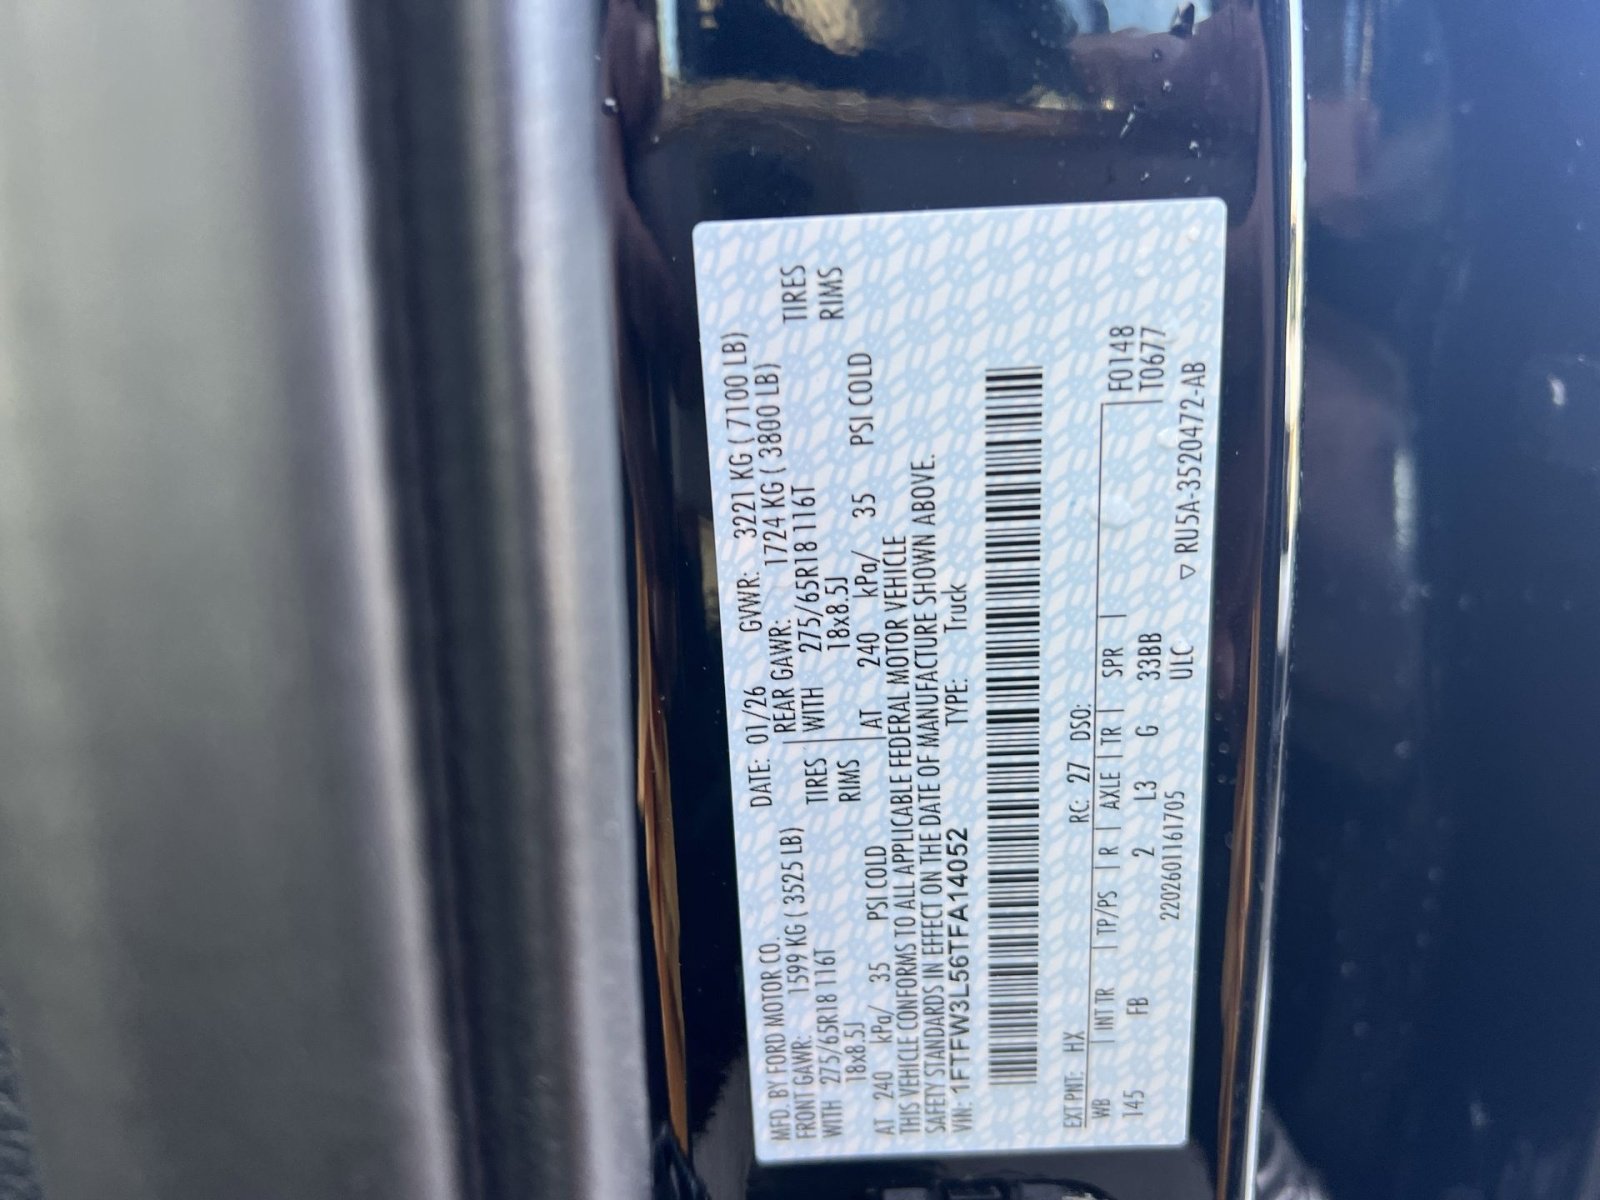 MFD. BY FORD MOTOR CO. DATE: 01/26 GVWR: 3221 KG ( 7100 LB)
FRONT GAWR: 1599 KG ( 3525 LB) REAR GAWR: 1724 KG ( 3800 LB)
WITH 275/65R18 116T TIRES WITH 275/65R18 116T TIRES
18x8.5J RIMS 18x8.5J RIMS
AT 240 kPa/ 35 PSI COLD AT 240 kPa/ 35 PSI COLD
THIS VEHICLE CONFORMS TO ALL APPLICABLE FEDERAL MOTOR VEHICLE
SAFETY STANDARDS IN EFFECT ON THE DATE OF MANUFACTURE SHOWN ABOVE.
VIN: 1FTFW3L56TFA14052 TYPE: Truck
EXT PNT: HX RC: 27 DSO:
WB INT TR TP/PS R AXLE TR SPR F0148
145 FB 2 L3 G 33BB T0677
2202601161705 ULC ▽ RU5A-3520472-AB